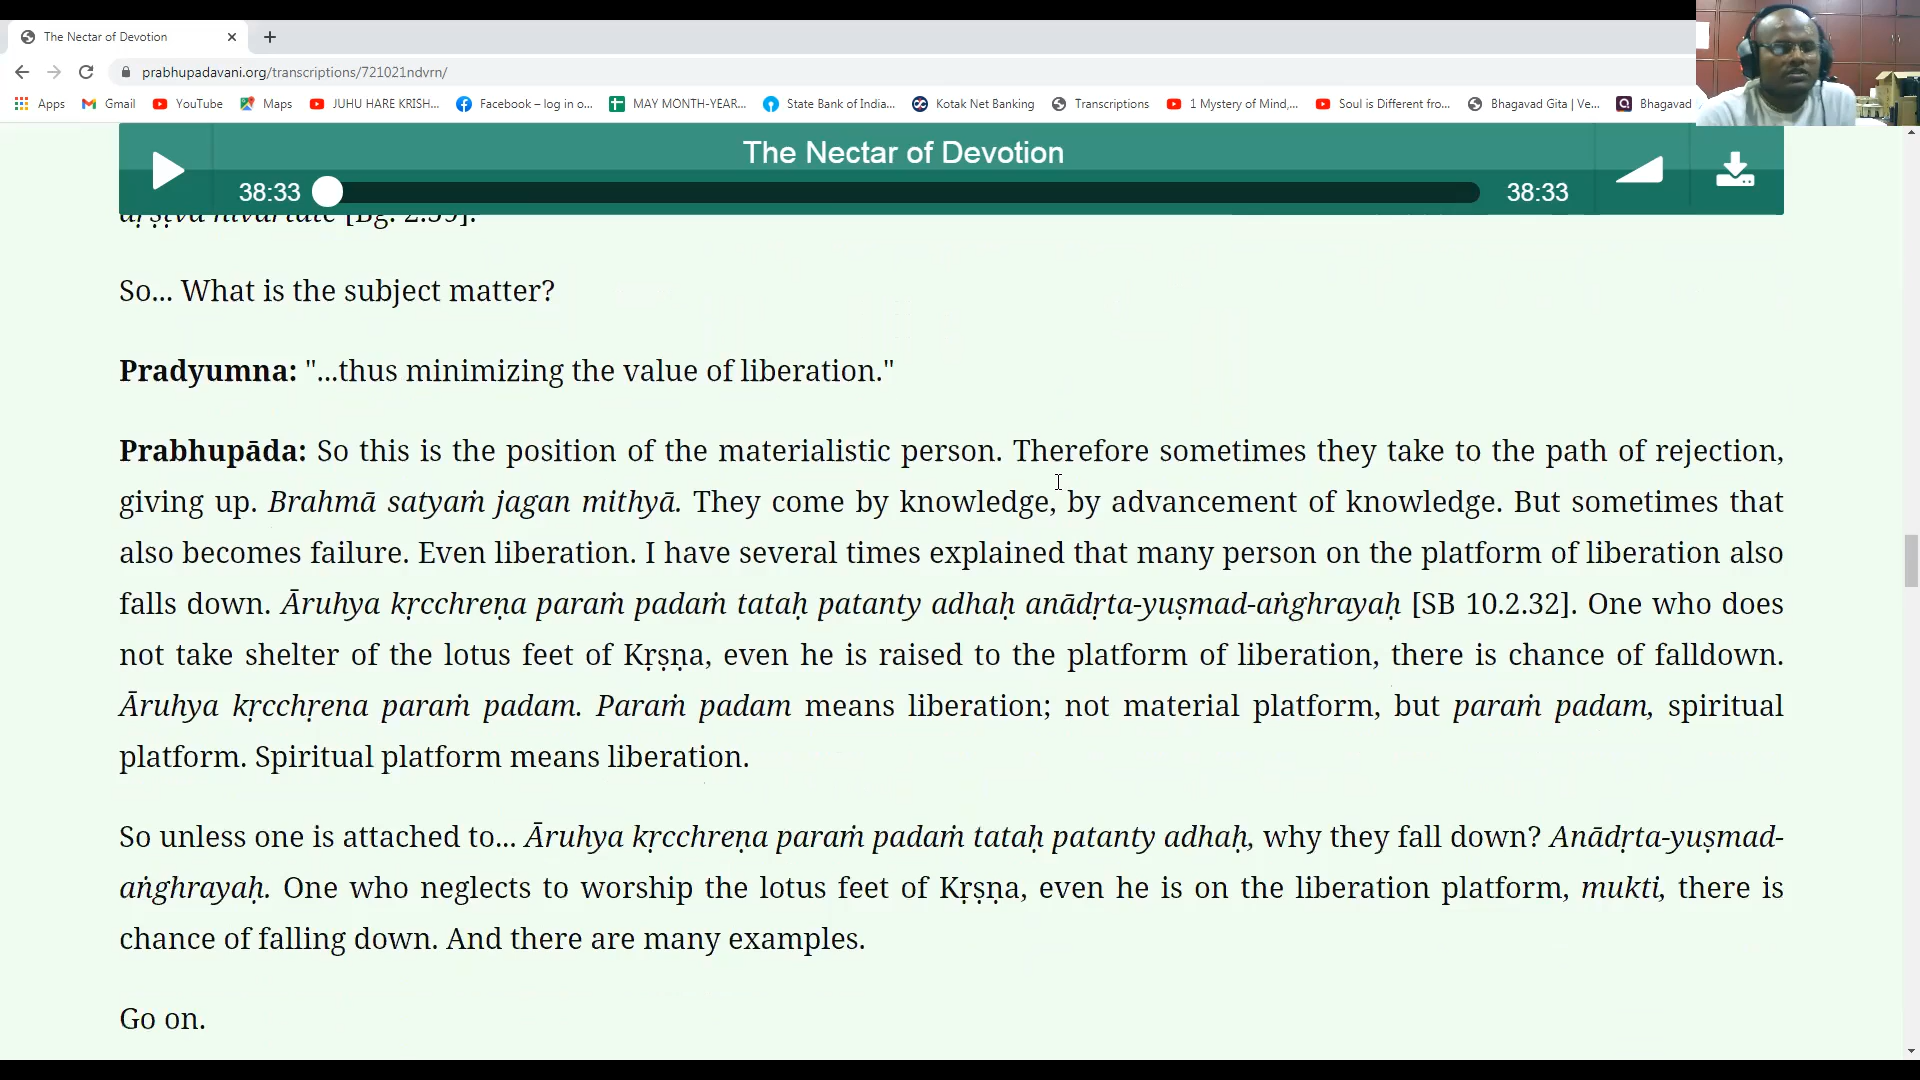 The Nectar of Devotion
prabhupadavani.org/transcriptions/721021ndvrn/
Apps Gmail YouTube Maps JUHU HARE KRISH... Facebook – log in o... MAY MONTH-YEAR... State Bank of India... Kotak Net Banking Transcriptions 1 Mystery of Mind,... Soul is Different fro... Bhagavad Gita | Ve... Bhagavad
The Nectar of Devotion
38:33 38:33
So... What is the subject matter?
Pradyumna: "...thus minimizing the value of liberation."
Prabhupāda: So this is the position of the materialistic person. Therefore sometimes they take to the path of rejection,
giving up. Brahmā satyaṁ jagan mithyā. They come by knowledge, by advancement of knowledge. But sometimes that
also becomes failure. Even liberation. I have several times explained that many person on the platform of liberation also
falls down. Āruhya kṛcchreṇa paraṁ padaṁ tataḥ patanty adhaḥ anādṛta-yuṣmad-aṅghrayaḥ [SB 10.2.32]. One who does
not take shelter of the lotus feet of Kṛṣṇa, even he is raised to the platform of liberation, there is chance of falldown.
Āruhya kṛcchṛena paraṁ padam. Paraṁ padam means liberation; not material platform, but paraṁ padam, spiritual
platform. Spiritual platform means liberation.
So unless one is attached to... Āruhya kṛcchreṇa paraṁ padaṁ tataḥ patanty adhaḥ, why they fall down? Anādṛta-yuṣmad-
aṅghrayaḥ. One who neglects to worship the lotus feet of Kṛṣṇa, even he is on the liberation platform, mukti, there is
chance of falling down. And there are many examples.
Go on.